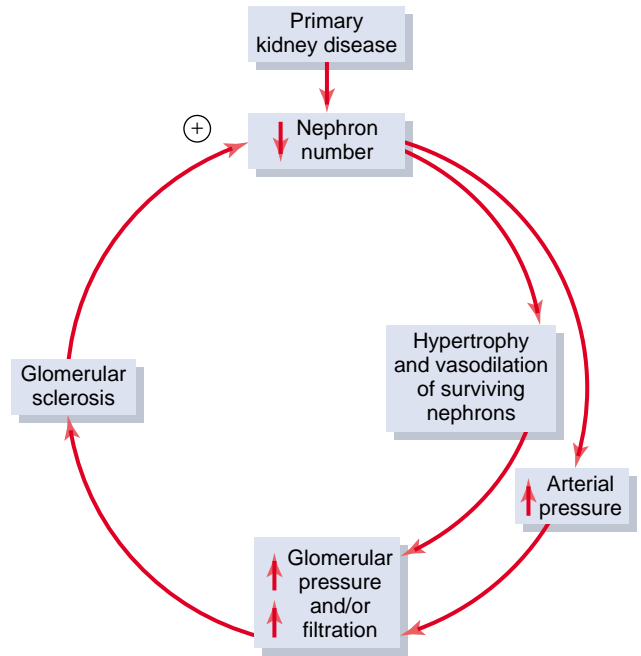 Primary
kidney disease
+
Nephron
number
Hypertrophy
and vasodilation
of surviving
nephrons
Glomerular
sclerosis
Arterial
pressure
Glomerular
pressure
and/or
filtration